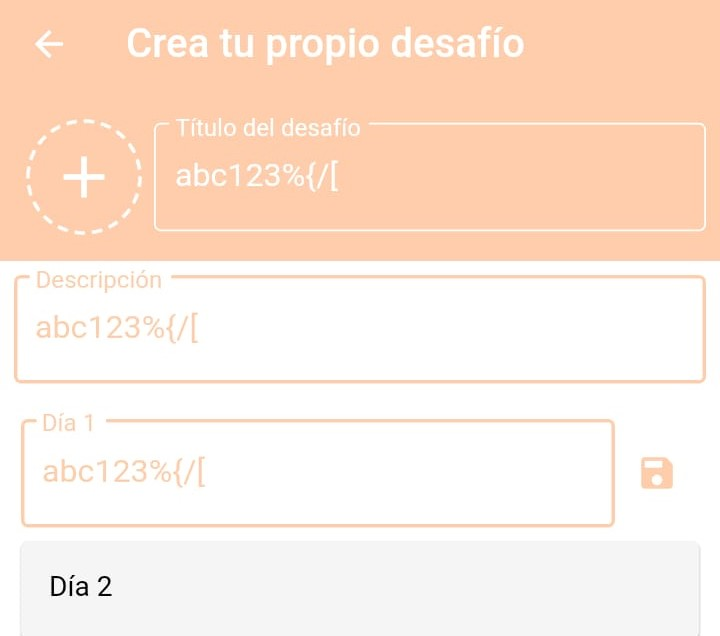 Crea tu propio desafío
Título del desafío
abc123%{/[
Descripción
abc123%{/[
Día 1
abc123%{/[
Día 2